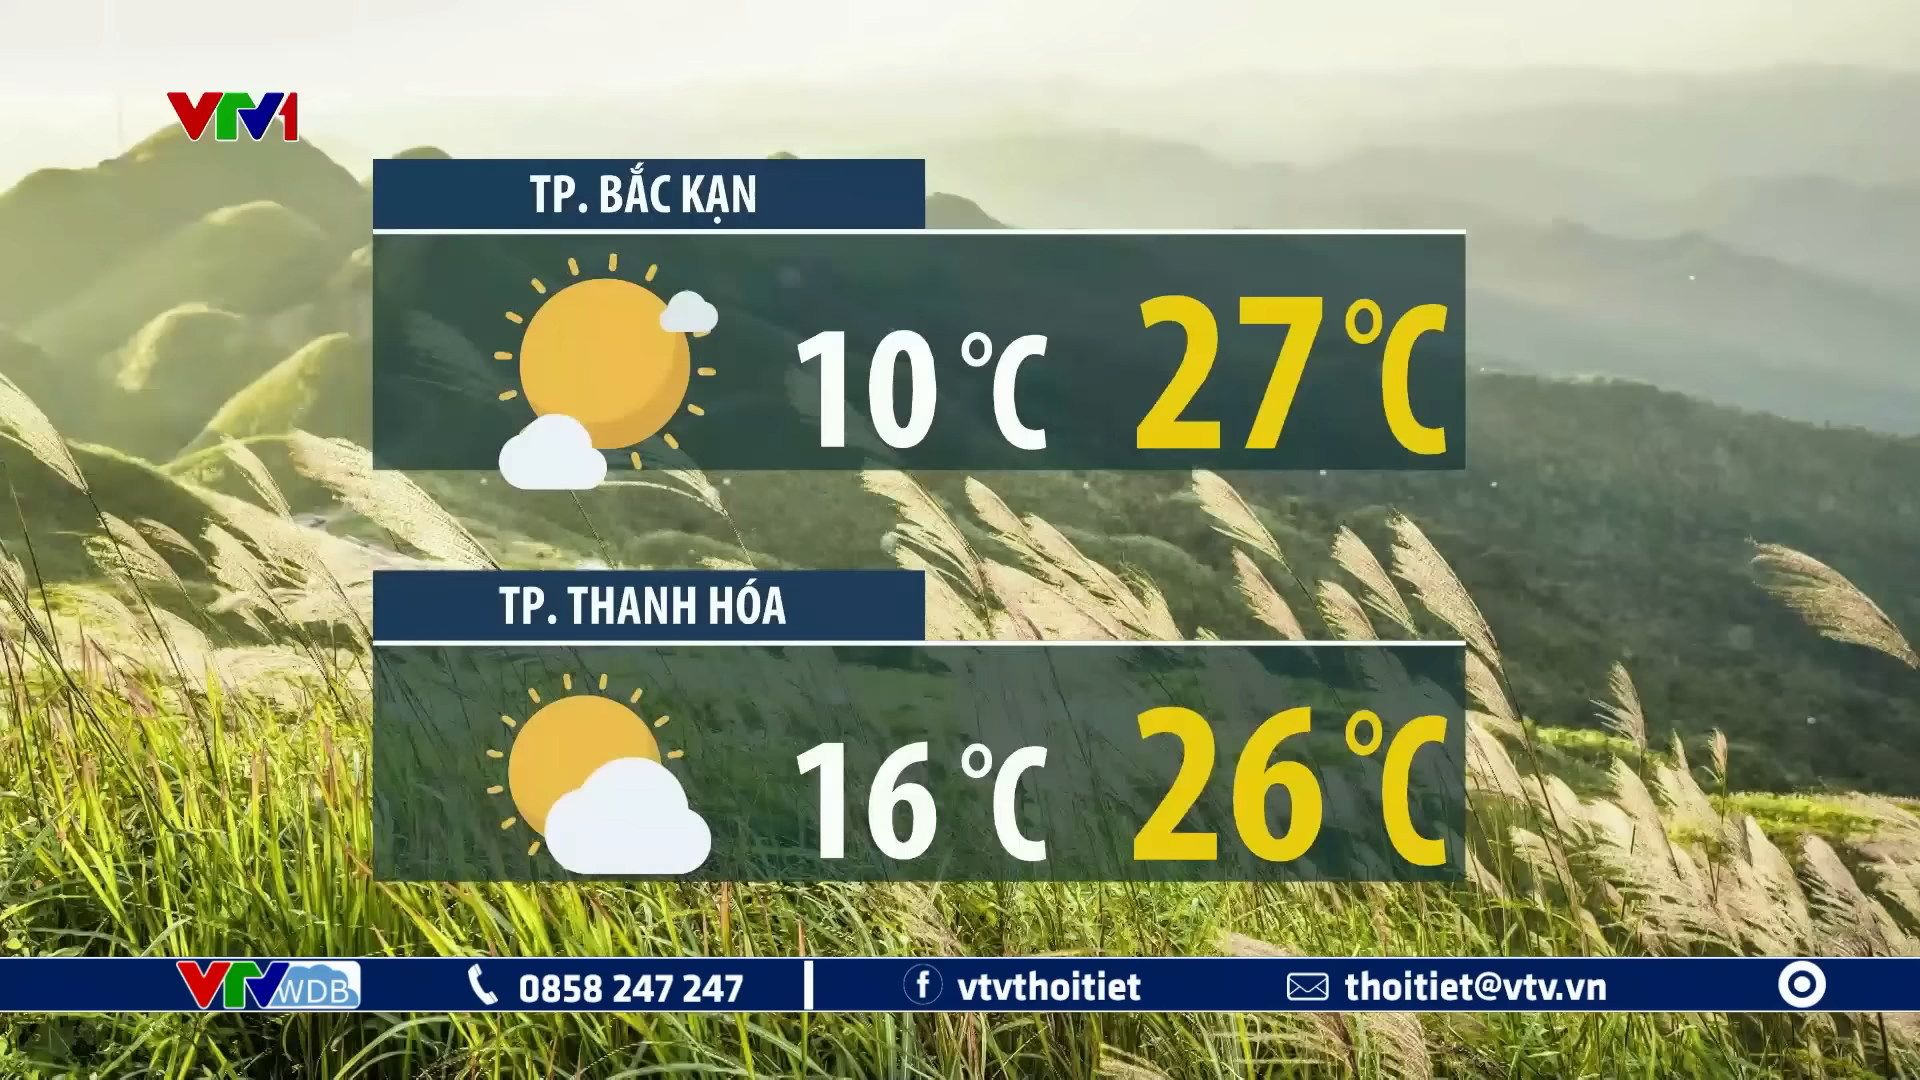 VTV1
TP. BẮC KẠN
10 °C 27 °C
TP. THANH HÓA
16 °C 26 °C
VTV WDB 0858 247 247 vtvthoitiet thoitiet@vtv.vn